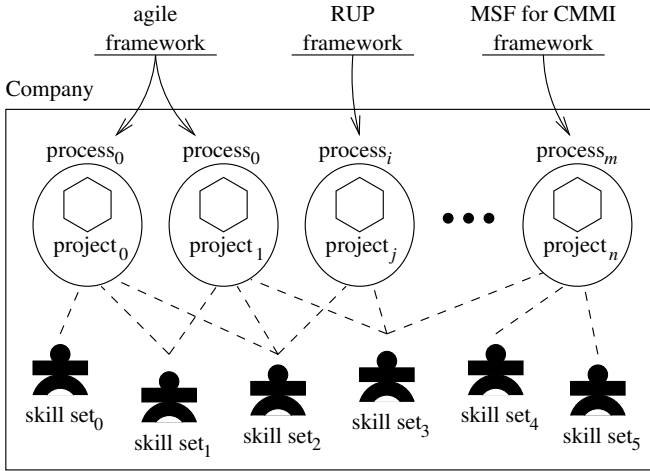 agile RUP MSF for CMMI
framework framework framework
Company
process₀ process₀ processᵢ processₘ
project₀ project₁ projectⱼ projectₙ
skill set₀ skill set₁ skill set₂ skill set₃ skill set₄ skill set₅